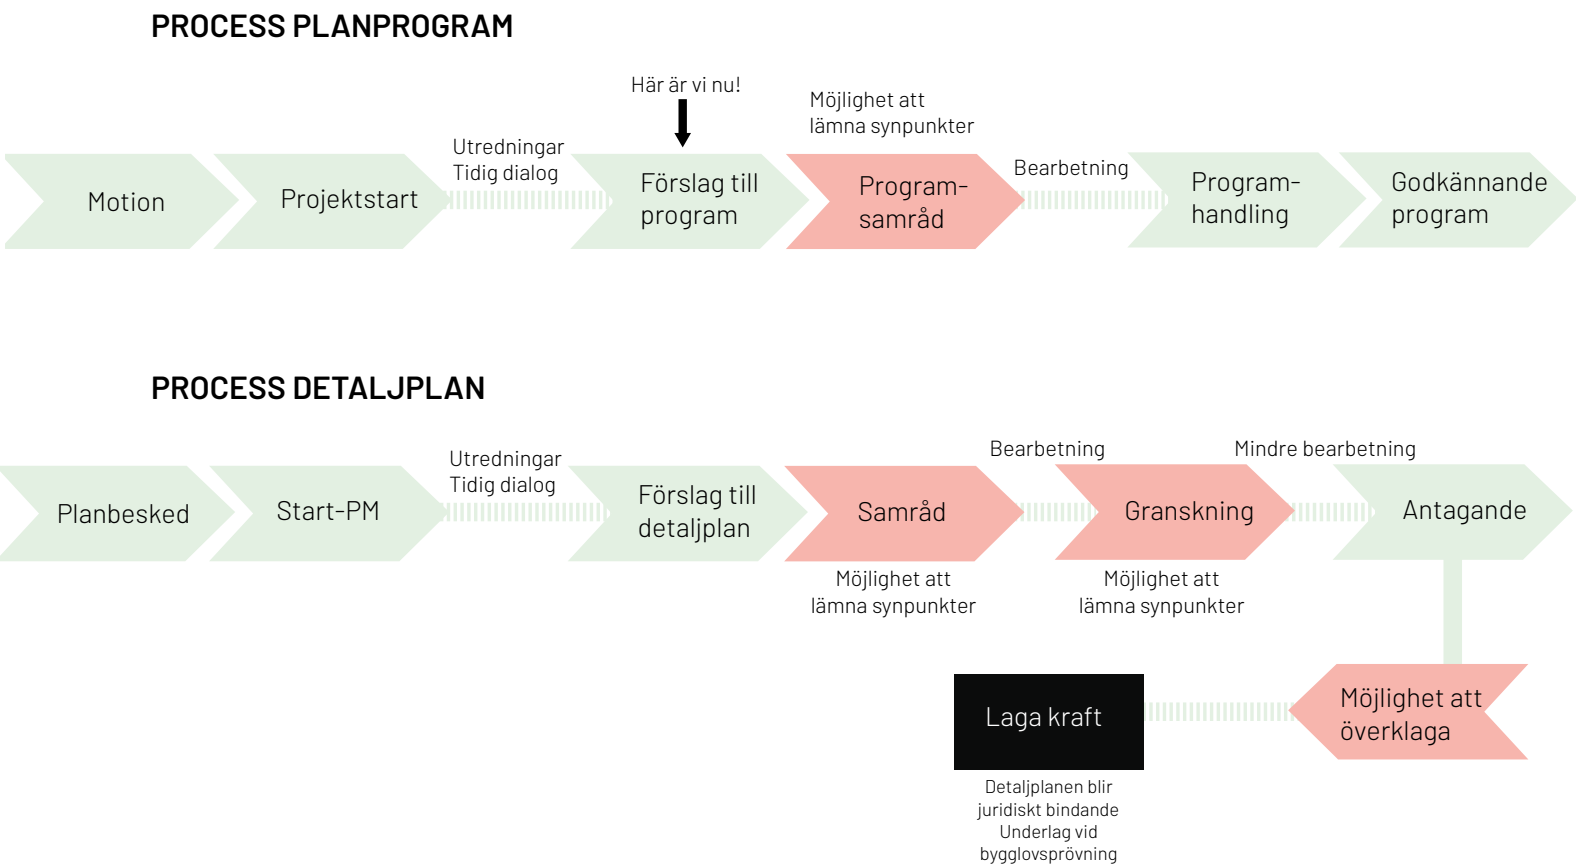 PROCESS PLANPROGRAM
Här är vi nu!
Möjlighet att
lämna synpunkter
Utredningar
Tidig dialog
Bearbetning
Motion
Projektstart
Förslag till
program
Program-
samråd
Program-
handling
Godkännande
program
PROCESS DETALJPLAN
Utredningar
Tidig dialog
Bearbetning
Mindre bearbetning
Planbesked
Start-PM
Förslag till
detaljplan
Samråd
Granskning
Antagande
Möjlighet att
lämna synpunkter
Möjlighet att
lämna synpunkter
Möjlighet att
överklaga
Laga kraft
Detaljplanen blir
juridiskt bindande
Underlag vid
bygglovsprövning